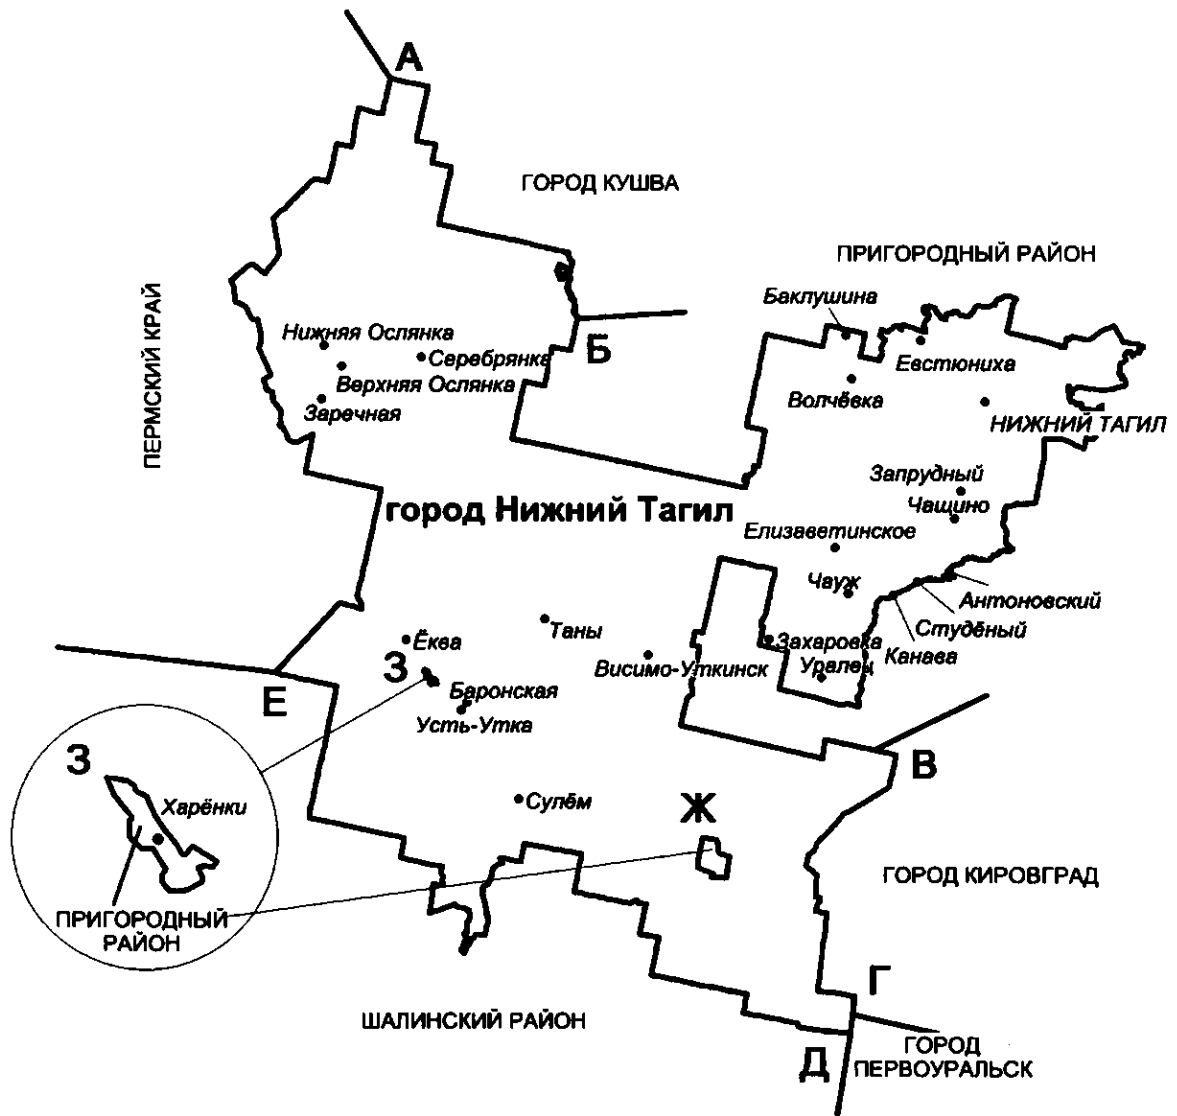 А
ГОРОД КУШВА
ПРИГОРОДНЫЙ РАЙОН
ПЕРМСКИЙ КРАЙ
Баклушина
Нижняя Ослянка
Серебрянка
Б
Евстюниха
Верхняя Ослянка
Волчёвка
Заречная
НИЖНИЙ ТАГИЛ
Запрудный
Чащино
город Нижний Тагил
Елизаветинское
Чауж
Антоновский
Студёный
Канава
Таны
Ёква
Захаровка
Висимо-Уткинск
Уралец
З
Баронская
Усть-Утка
Е
З
В
Харёнки
Сулём
Ж
ГОРОД КИРОВГРАД
ПРИГОРОДНЫЙ
РАЙОН
Г
ШАЛИНСКИЙ РАЙОН
Д
ГОРОД
ПЕРВОУРАЛЬСК